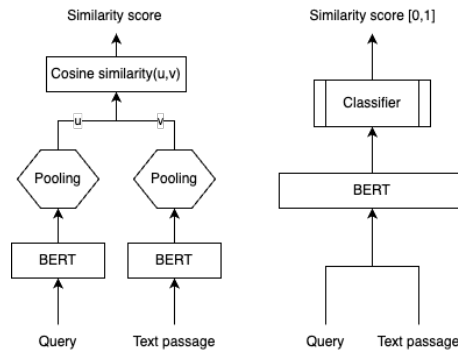 Similarity score
Cosine similarity(u,v)
u
v
Pooling
Pooling
BERT
BERT
Query
Text passage
Similarity score [0,1]
Classifier
BERT
Query
Text passage